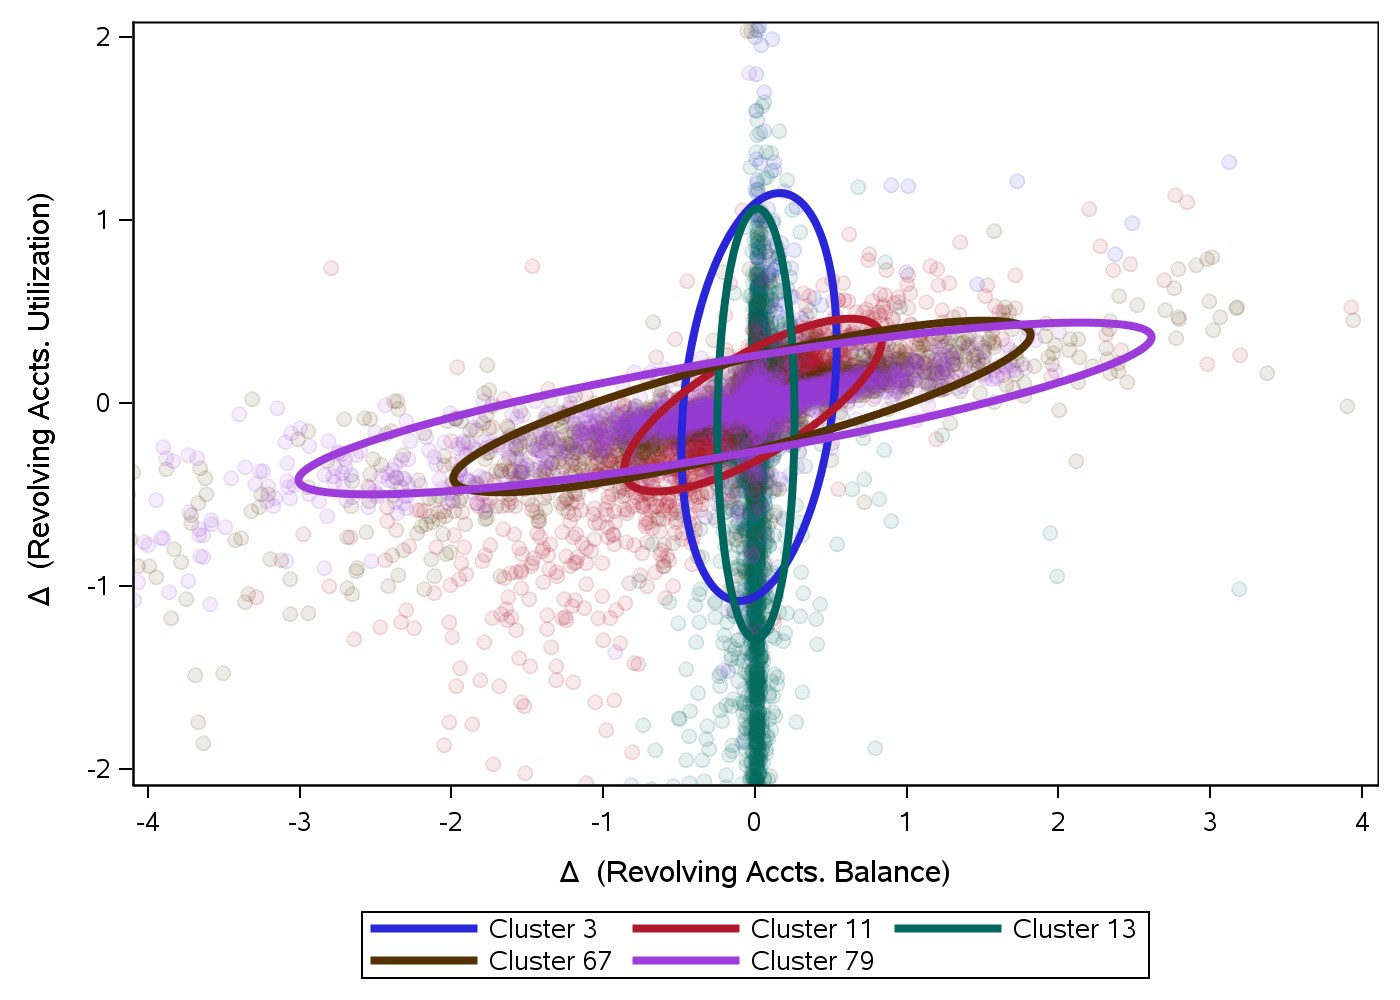 2
1
0
-1
-2
Δ (Revolving Accts. Utilization)
-4 -3 -2 -1 0 1 2 3 4
Δ (Revolving Accts. Balance)
Cluster 3 Cluster 11 Cluster 13
Cluster 67 Cluster 79